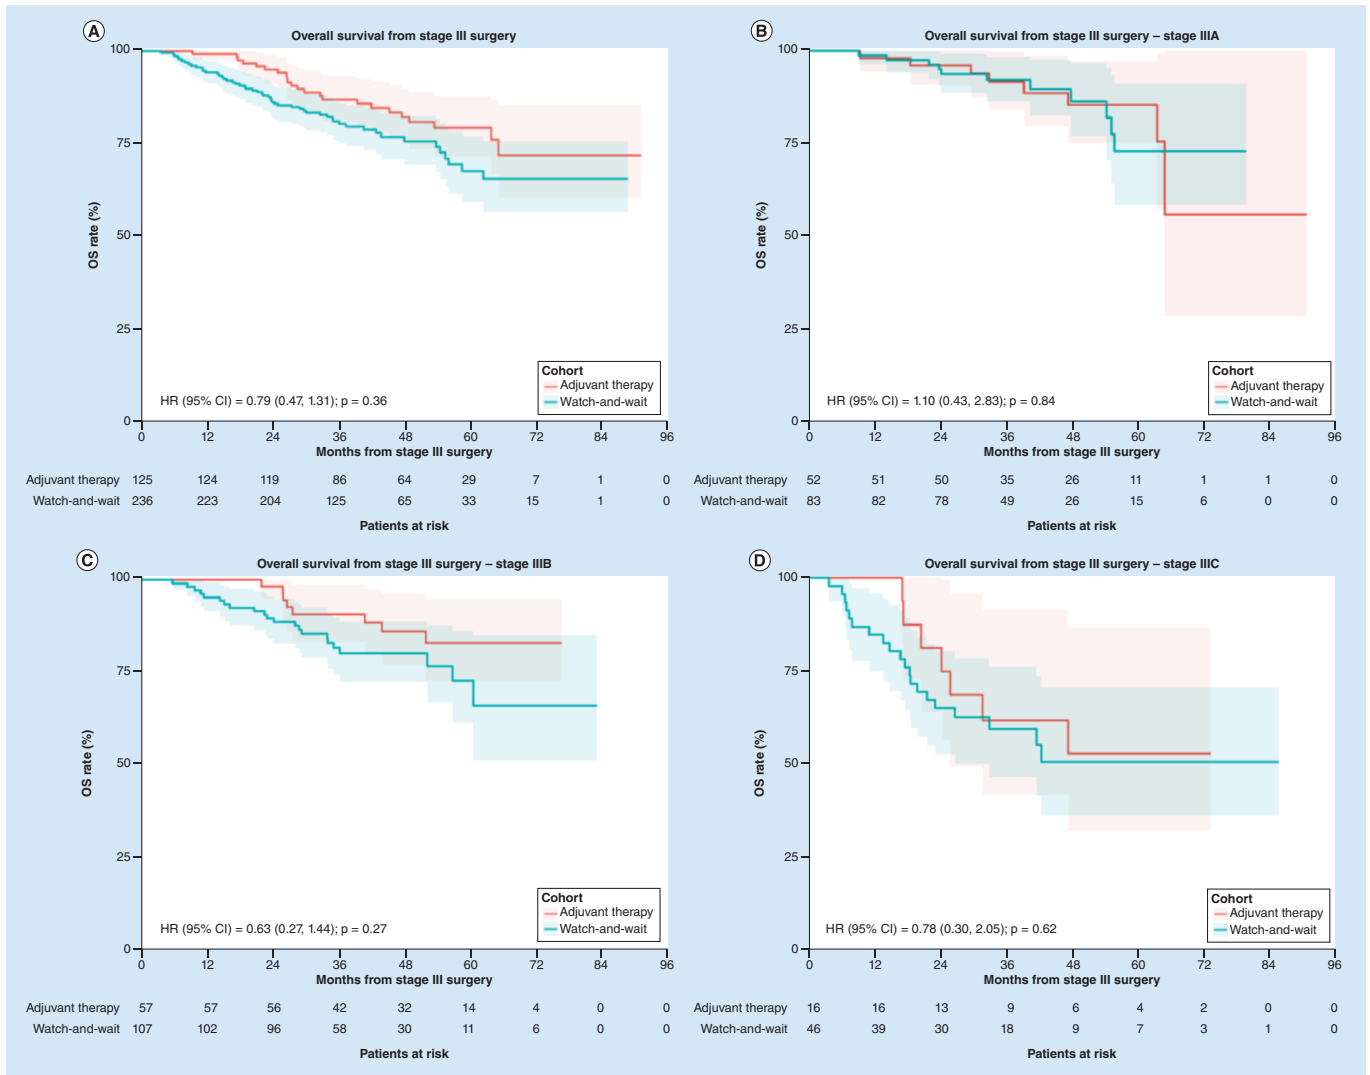 A
Overall survival from stage III surgery
100
75
50
25
0
OS rate (%)
HR (95% CI) = 0.79 (0.47, 1.31); p = 0.36
Cohort
Adjuvant therapy
Watch-and-wait
0 12 24 36 48 60 72 84 96
Months from stage III surgery
Adjuvant therapy 125 124 119 86 64 29 7 1 0
Watch-and-wait 236 223 204 125 65 33 15 1 0
Patients at risk
B
Overall survival from stage III surgery – stage IIIA
100
75
50
25
0
OS rate (%)
HR (95% CI) = 1.10 (0.43, 2.83); p = 0.84
Cohort
Adjuvant therapy
Watch-and-wait
0 12 24 36 48 60 72 84 96
Months from stage III surgery
Adjuvant therapy 52 51 50 35 26 11 1 1 0
Watch-and-wait 83 82 78 49 26 15 6 0 0
Patients at risk
C
Overall survival from stage III surgery – stage IIIB
100
75
50
25
0
OS rate (%)
HR (95% CI) = 0.63 (0.27, 1.44); p = 0.27
Cohort
Adjuvant therapy
Watch-and-wait
0 12 24 36 48 60 72 84 96
Months from stage III surgery
Adjuvant therapy 57 57 56 42 32 14 4 0 0
Watch-and-wait 107 102 96 58 30 11 6 0 0
Patients at risk
D
Overall survival from stage III surgery – stage IIIC
100
75
50
25
0
OS rate (%)
HR (95% CI) = 0.78 (0.30, 2.05); p = 0.62
Cohort
Adjuvant therapy
Watch-and-wait
0 12 24 36 48 60 72 84 96
Months from stage III surgery
Adjuvant therapy 16 16 13 9 6 4 2 0 0
Watch-and-wait 46 39 30 18 9 7 3 1 0
Patients at risk